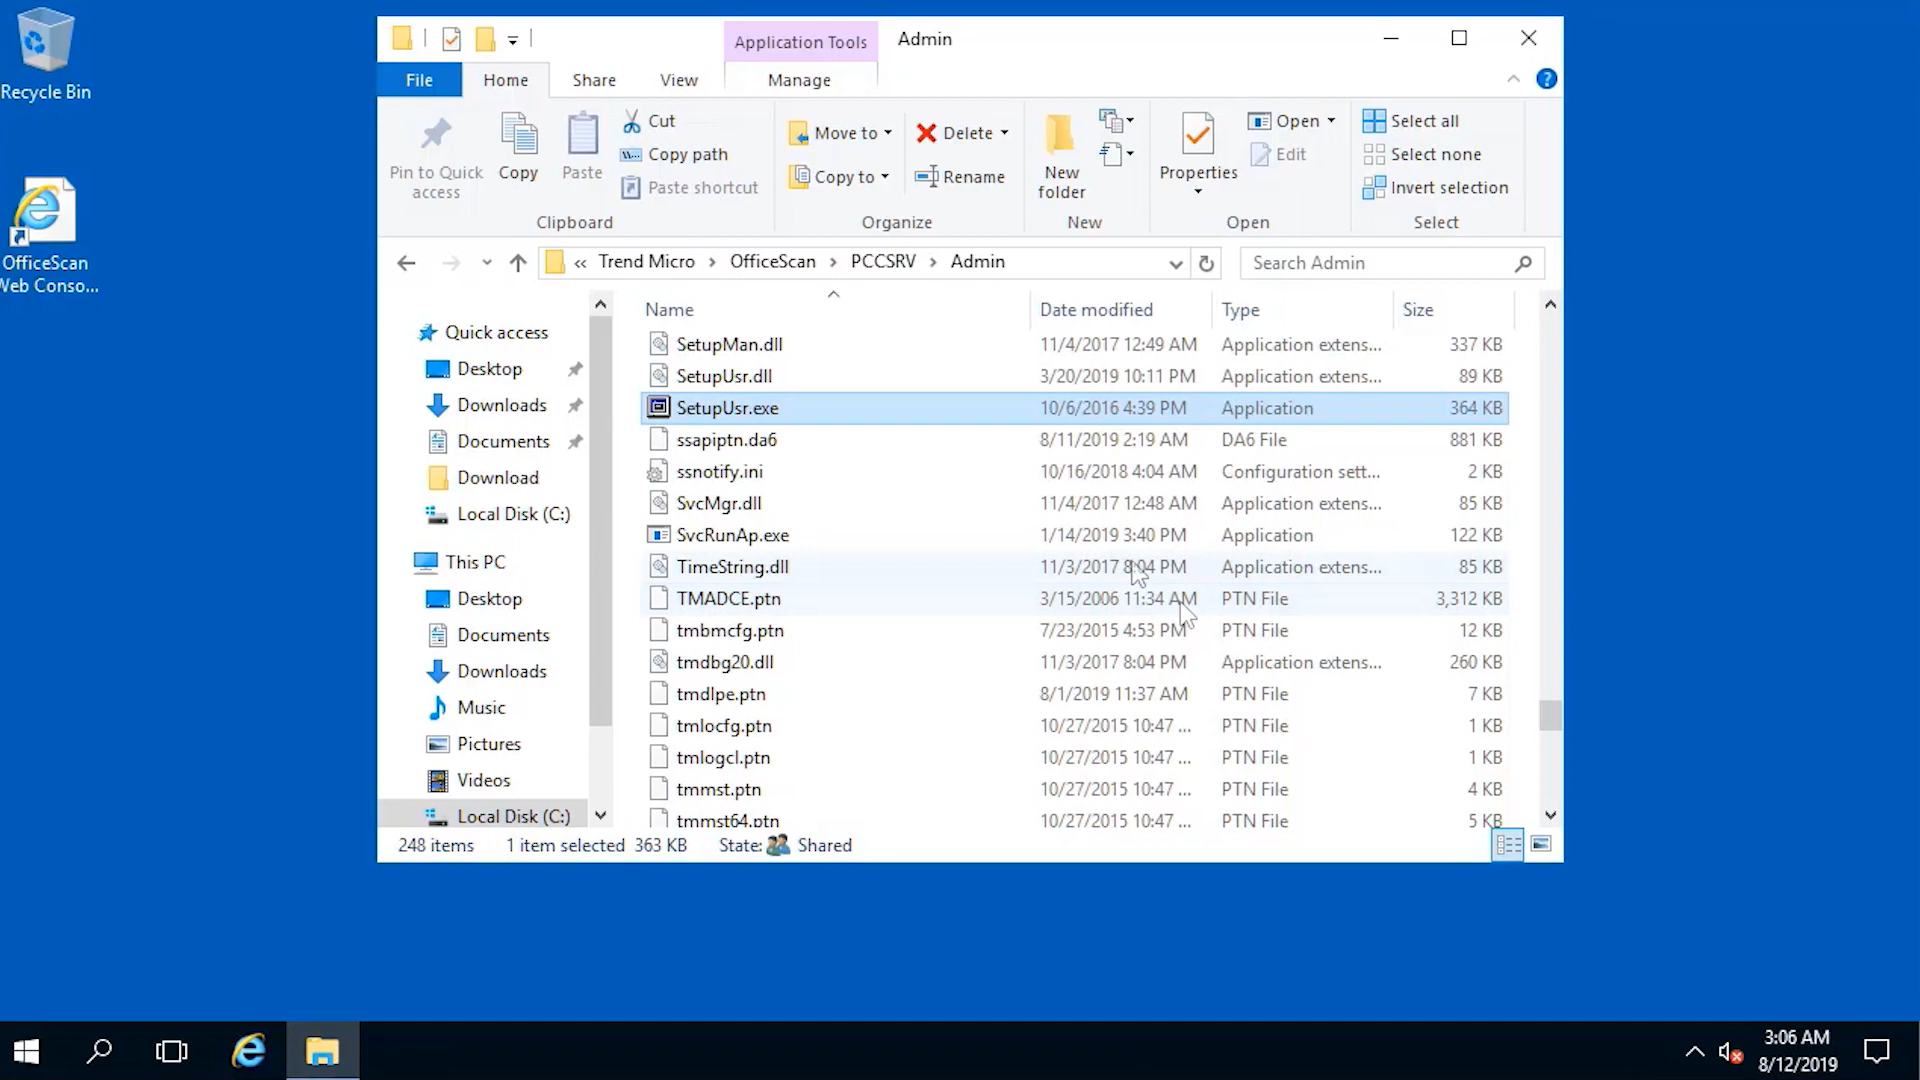 Recycle Bin
OfficeScan
Web Conso...
Application Tools
Admin
File
Home
Share
View
Manage
Pin to Quick
access
Copy
Paste
Cut
Copy path
Paste shortcut
Clipboard
Move to
Copy to
Delete
Rename
Organize
New
folder
New
Properties
Open
Edit
Open
Select all
Select none
Invert selection
Select
« Trend Micro > OfficeScan > PCCSRV > Admin
Search Admin
Quick access
Desktop
Downloads
Documents
Download
Local Disk (C:)
This PC
Desktop
Documents
Downloads
Music
Pictures
Videos
Local Disk (C:)
Name Date modified Type Size
SetupMan.dll 11/4/2017 12:49 AM Application extens... 337 KB
SetupUsr.dll 3/20/2019 10:11 PM Application extens... 89 KB
SetupUsr.exe 10/6/2016 4:39 PM Application 364 KB
ssapiptn.da6 8/11/2019 2:19 AM DA6 File 881 KB
ssnotify.ini 10/16/2018 4:04 AM Configuration sett... 2 KB
SvcMgr.dll 11/4/2017 12:48 AM Application extens... 85 KB
SvcRunAp.exe 1/14/2019 3:40 PM Application 122 KB
TimeString.dll 11/3/2017 8:04 PM Application extens... 85 KB
TMADCE.ptn 3/15/2006 11:34 AM PTN File 3,312 KB
tmbmcfg.ptn 7/23/2015 4:53 PM PTN File 12 KB
tmdbg20.dll 11/3/2017 8:04 PM Application extens... 260 KB
tmdlpe.ptn 8/1/2019 11:37 AM PTN File 7 KB
tmlocfg.ptn 10/27/2015 10:47 ... PTN File 1 KB
tmlogcl.ptn 10/27/2015 10:47 ... PTN File 1 KB
tmmst.ptn 10/27/2015 10:47 ... PTN File 4 KB
tmmst64.ptn 10/27/2015 10:47 ... PTN File 5 KB
248 items 1 item selected 363 KB State: Shared
3:06 AM
8/12/2019